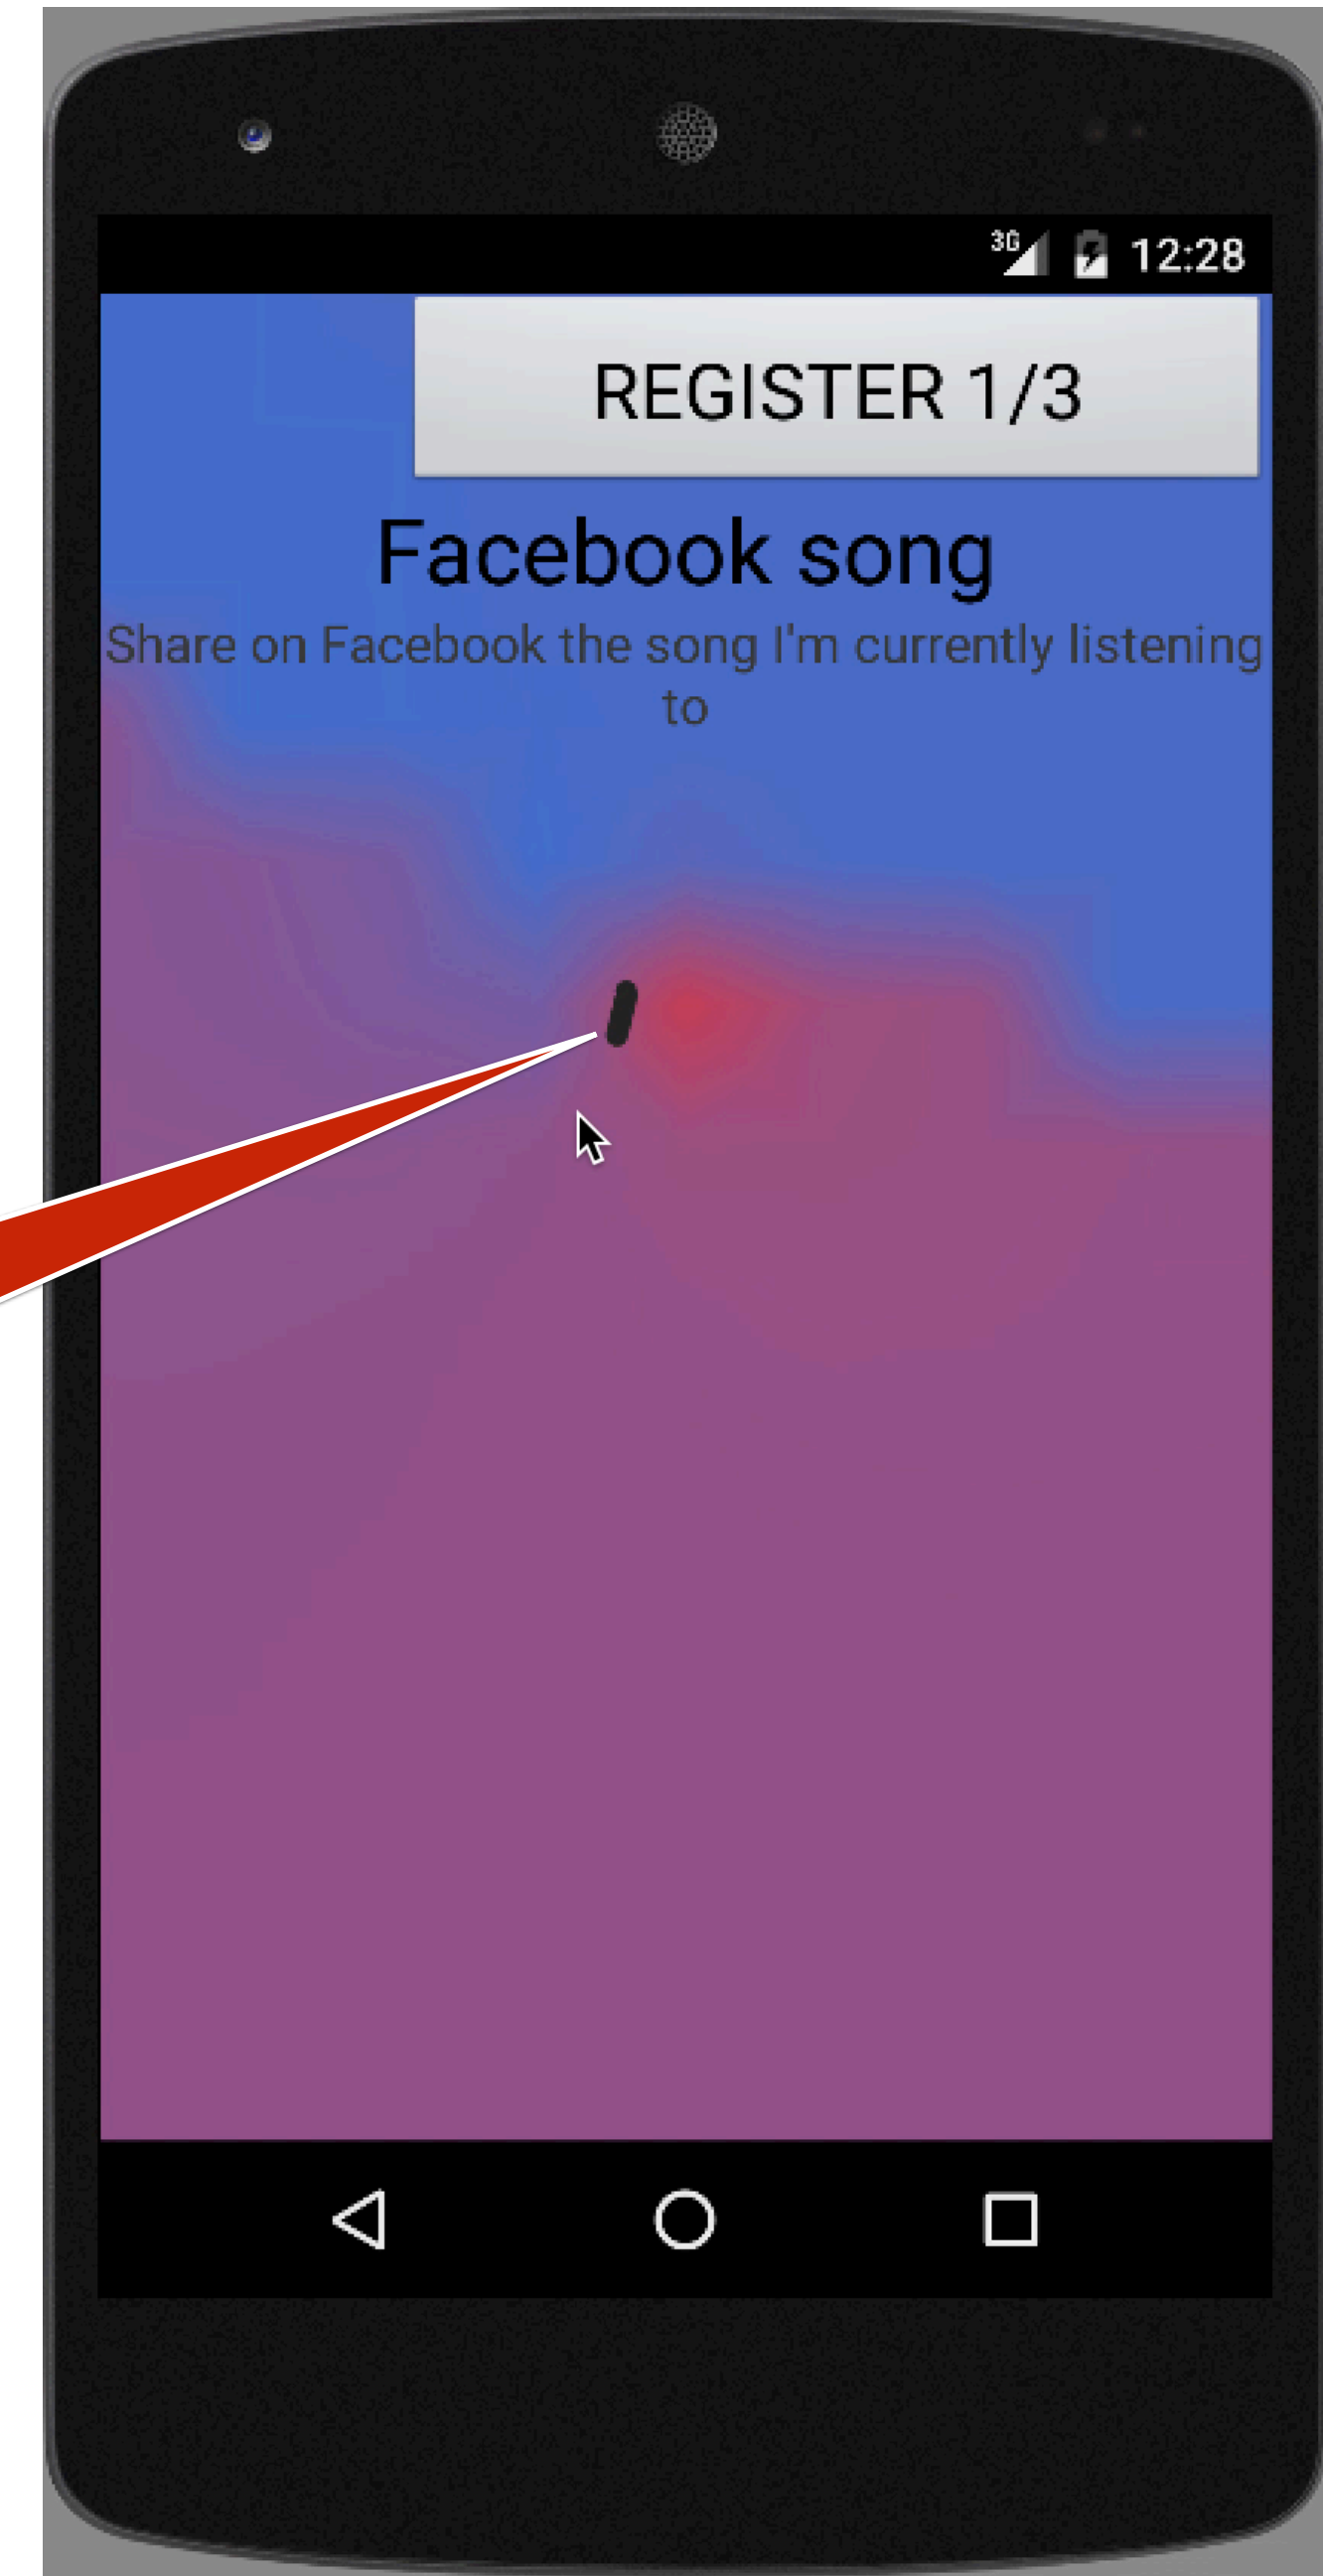 3G 12:28
REGISTER 1/3
Facebook song
Share on Facebook the song I'm currently listening
to